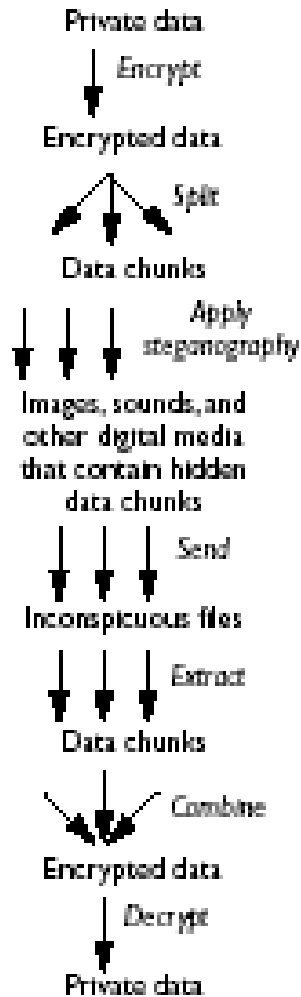 Private data
Encrypt
Encrypted data
Split
Data chunks
Apply
steganography
Images, sounds, and
other digital media
that contain hidden
data chunks
Send
Inconspicuous files
Extract
Data chunks
Combine
Encrypted data
Decrypt
Private data